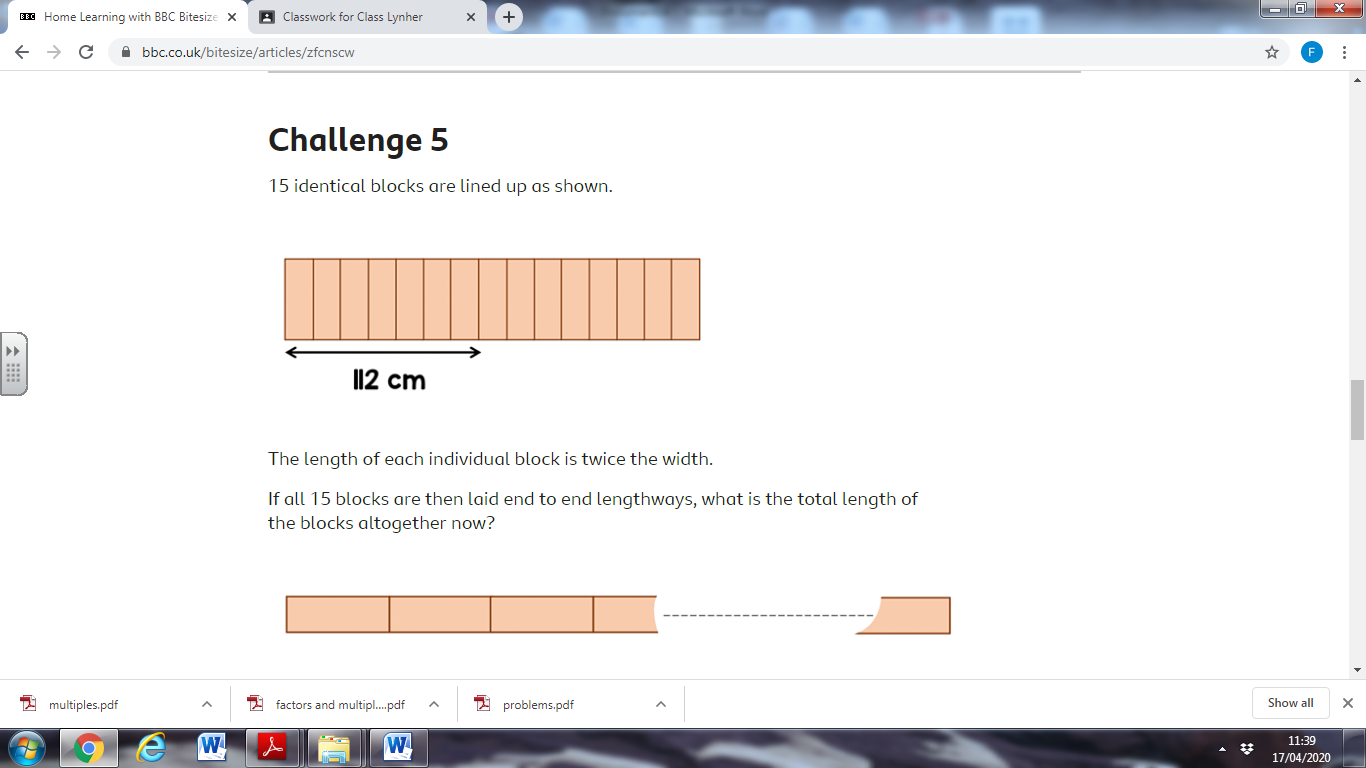 BBC Home Learning with BBC Bitesize
Classwork for Class Lynher
bbc.co.uk/bitesize/articles/zfcnscw
F
Challenge 5
15 identical blocks are lined up as shown.
112 cm
The length of each individual block is twice the width.
If all 15 blocks are then laid end to end lengthways, what is the total length of
the blocks altogether now?
multiples.pdf
factors and multipl....pdf
problems.pdf
Show all
11:39
17/04/2020